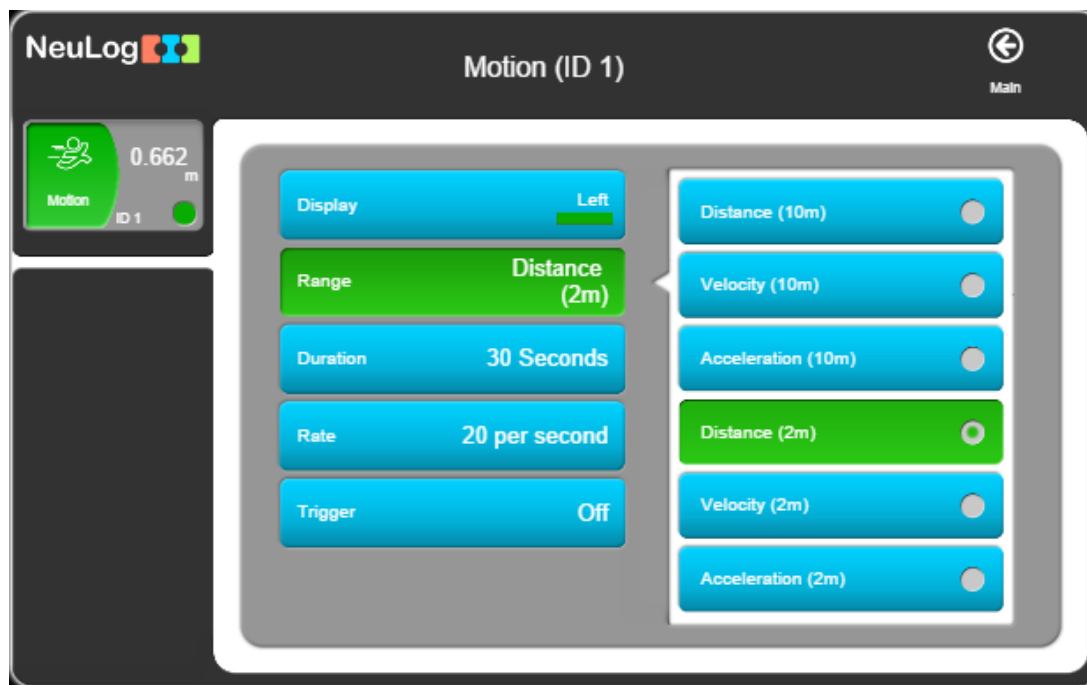 NeuLog
Motion (ID 1)
Main
0.662
m
Motion
ID 1
Display Left
Range Distance
(2m)
Duration 30 Seconds
Rate 20 per second
Trigger Off
Distance (10m)
Velocity (10m)
Acceleration (10m)
Distance (2m)
Velocity (2m)
Acceleration (2m)